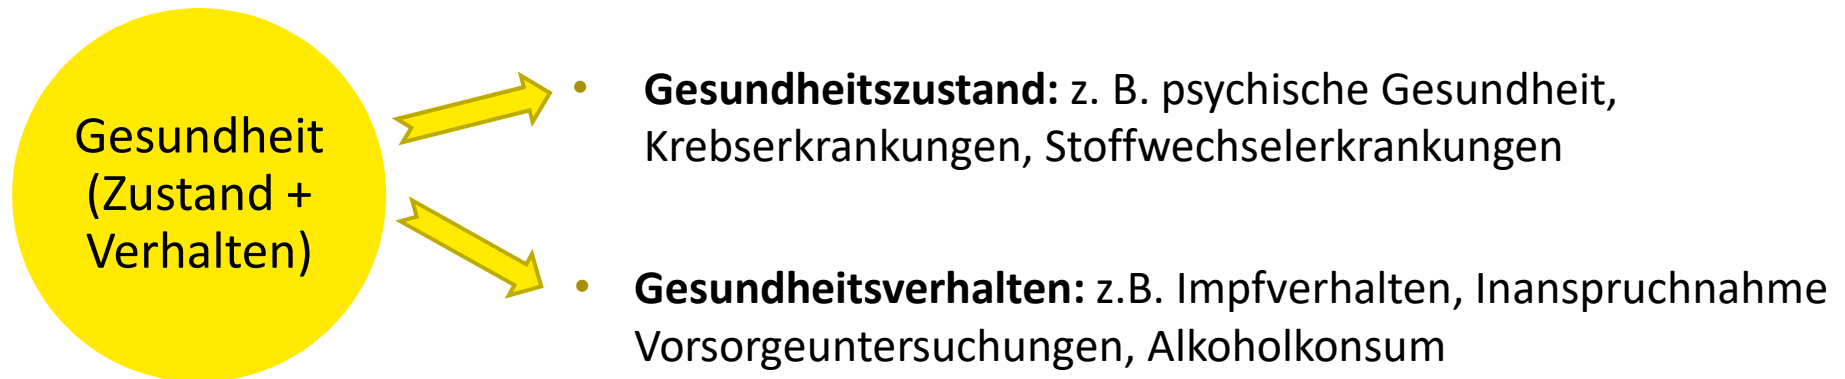 Gesundheit
(Zustand +
Verhalten)
• Gesundheitszustand: z. B. psychische Gesundheit,
Krebserkrankungen, Stoffwechselerkrankungen
• Gesundheitsverhalten: z.B. Impfverhalten, Inanspruchnahme
Vorsorgeuntersuchungen, Alkoholkonsum